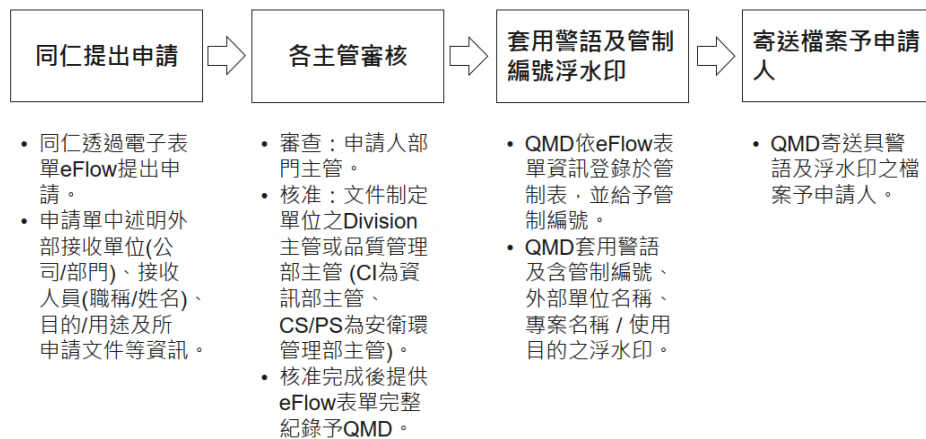 同仁提出申請
各主管審核
套用警語及管制
編號浮水印
寄送檔案予申請
人
• 同仁透過電子表
單eFlow提出申
請。
• 申請單中述明外
部接收單位(公
司/部門)、接收
人員(職稱/姓名)、
目的/用途及所
申請文件等資訊。
• 審查：申請人部
門主管。
• 核准：文件制定
單位之Division
主管或品質管理
部主管 (CI為資
訊部主管、
CS/PS為安衛環
管理部主管)。
• 核准完成後提供
eFlow表單完整
紀錄予QMD。
• QMD依eFlow表
單資訊登錄於管
制表，並給予管
制編號。
• QMD套用警語
及含管制編號、
外部單位名稱、
專案名稱 / 使用
目的之浮水印。
• QMD寄送具警
語及浮水印之檔
案予申請人。